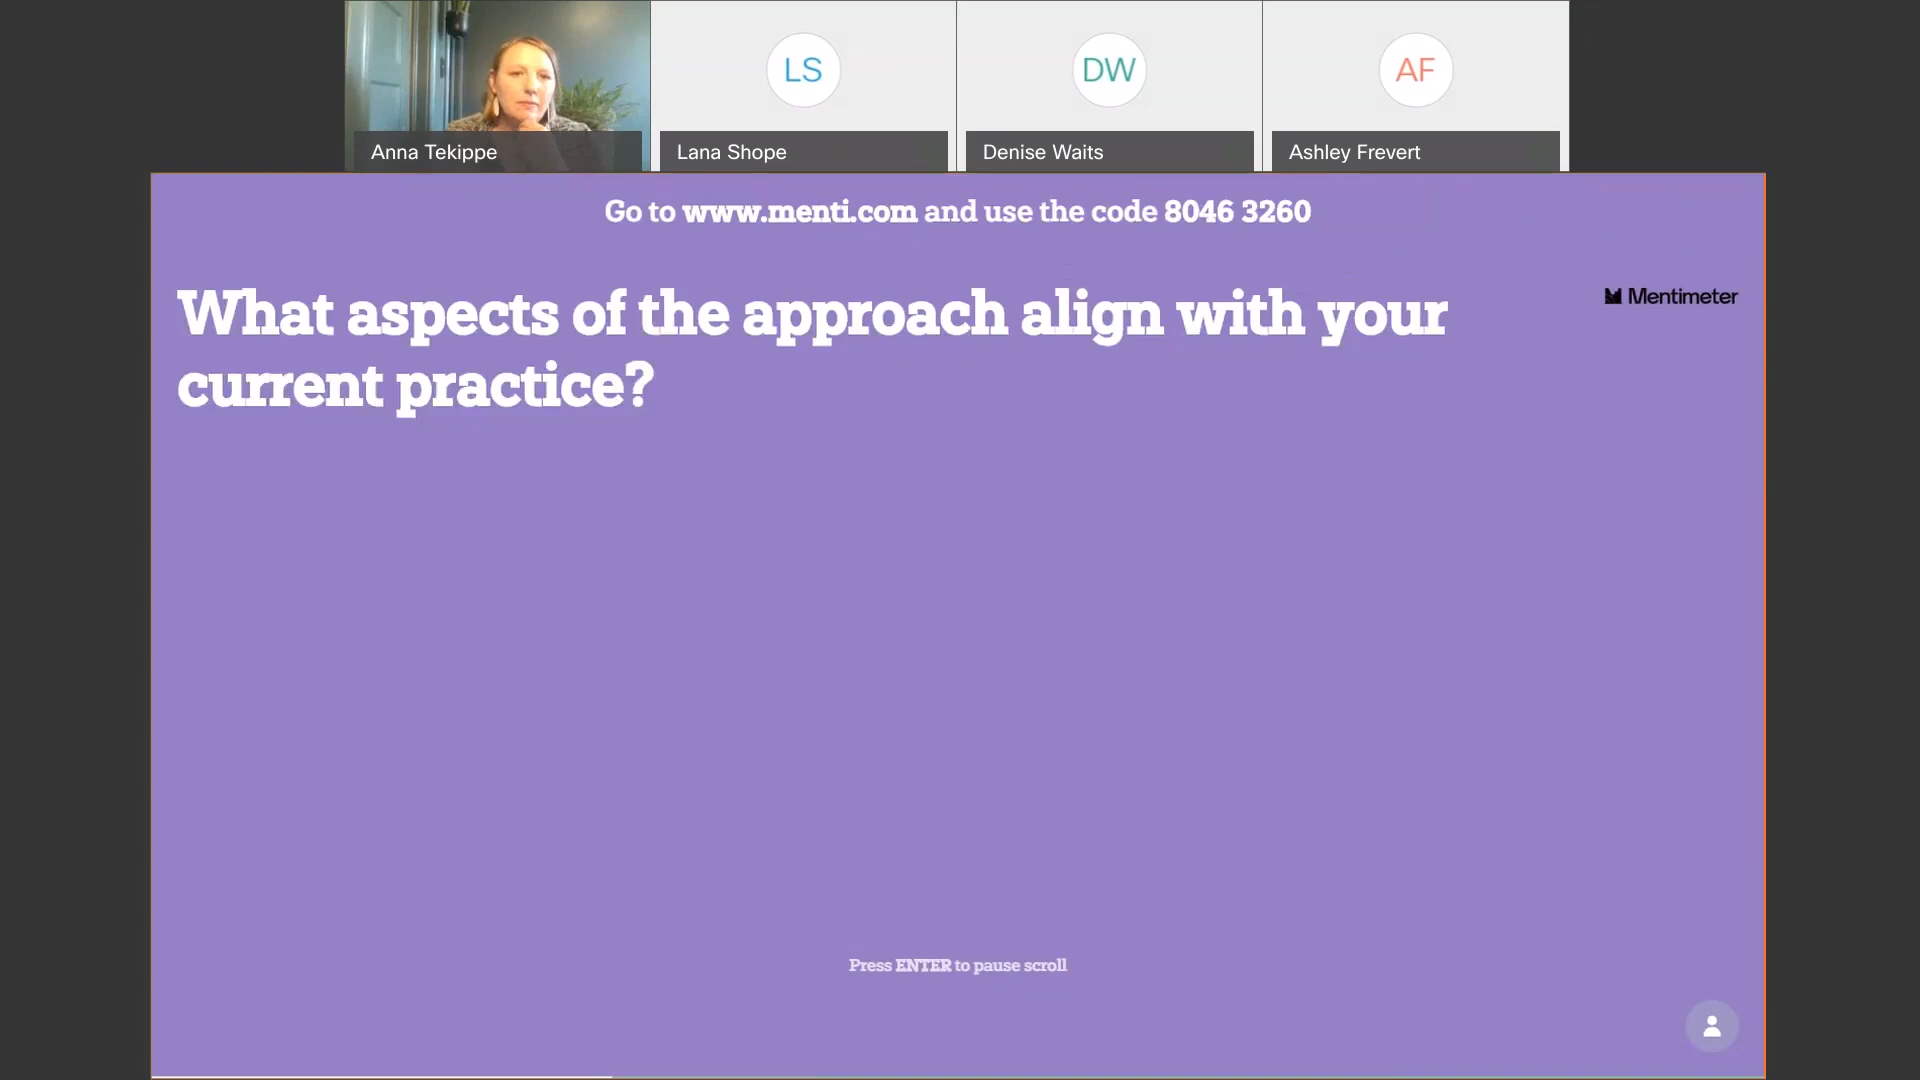 LS
DW
AF
Anna Tekippe
Lana Shope
Denise Waits
Ashley Frevert
Go to www.menti.com and use the code 8046 3260
What aspects of the approach align with your
current practice?
Mentimeter
Press ENTER to pause scroll